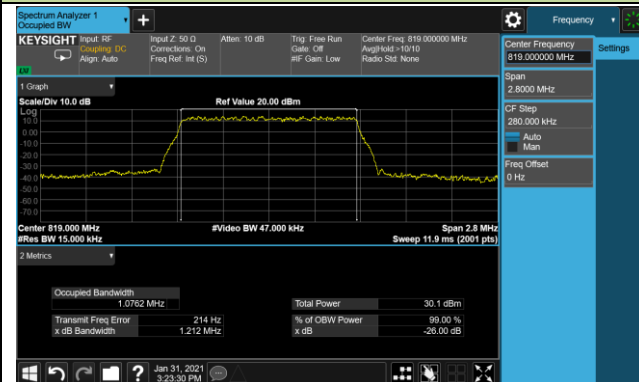 Spectrum Analyzer 1
Occupied BW
Frequency
KEYSIGHT
Input: RF
Coupling: DC
Align: Auto
Input Z: 50 Ω
Corrections: On
Freq Ref: Int (S)
Atten: 10 dB
Trig: Free Run
Gate: Off
#IF Gain: Low
Center Freq: 819.000000 MHz
Avg|Hold:>10/10
Radio Std: None
Center Frequency
819.000000 MHz
Settings
Span
2.8000 MHz
CF Step
280.000 kHz
Auto
Man
Freq Offset
0 Hz
1 Graph
Scale/Div 10.0 dB
Ref Value 20.00 dBm
Log
10.0
0.00
-10.0
-20.0
-30.0
-40.0
-50.0
-60.0
-70.0
Center 819.000 MHz
#Video BW 47.000 kHz
Span 2.8 MHz
#Res BW 15.000 kHz
Sweep 11.9 ms (2001 pts)
2 Metrics
Occupied Bandwidth
1.0762 MHz
Total Power
30.1 dBm
Transmit Freq Error
214 Hz
% of OBW Power
99.00 %
x dB Bandwidth
1.212 MHz
x dB
-26.00 dB
?
Jan 31, 2021
3:23:30 PM